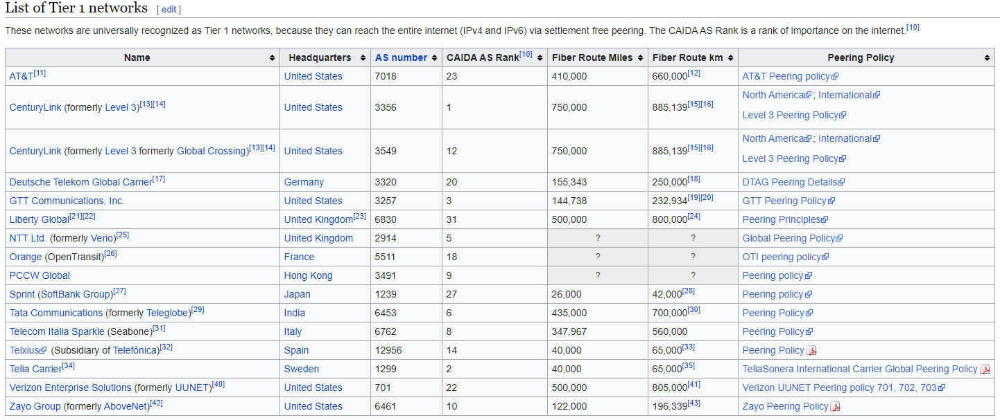 List of Tier 1 networks [ edit ]
These networks are universally recognized as Tier 1 networks, because they can reach the entire internet (IPv4 and IPv6) via settlement free peering. The CAIDA AS Rank is a rank of importance on the internet.[10]
Name Headquarters AS number CAIDA AS Rank[10] Fiber Route Miles Fiber Route km Peering Policy
AT&T[11] United States 7018 23 410,000 660,000[12] AT&T Peering policy
North America; International
CenturyLink (formerly Level 3)[13][14] United States 3356 1 750,000 885,139[15][16]
Level 3 Peering Policy
North America; International
CenturyLink (formerly Level 3 formerly Global Crossing)[13][14] United States 3549 12 750,000 885,139[15][16]
Level 3 Peering Policy
Deutsche Telekom Global Carrier[17] Germany 3320 20 155,343 250,000[18] DTAG Peering Details
GTT Communications, Inc. United States 3257 3 144,738 232,934[19][20] GTT Peering Policy
Liberty Global[21][22] United Kingdom[23] 6830 31 500,000 800,000[24] Peering Principles
NTT Ltd. (formerly Verio)[25] United Kingdom 2914 5 ? ? Global Peering Policy
Orange (OpenTransit)[26] France 5511 18 ? ? OTI peering policy
PCCW Global Hong Kong 3491 9 ? ? Peering policy
Sprint (SoftBank Group)[27] Japan 1239 27 26,000 42,000[28] Peering policy
Tata Communications (formerly Teleglobe)[29] India 6453 6 435,000 700,000[30] Peering Policy
Telecom Italia Sparkle (Seabone)[31] Italy 6762 8 347,967 560,000 Peering Policy
Telxius (Subsidiary of Telefónica)[32] Spain 12956 14 40,000 65,000[33] Peering Policy
Telia Carrier[34] Sweden 1299 2 40,000 65,000[35] TeliaSonera International Carrier Global Peering Policy
Verizon Enterprise Solutions (formerly UUNET)[40] United States 701 22 500,000 805,000[41] Verizon UUNET Peering policy 701, 702, 703
Zayo Group (formerly AboveNet)[42] United States 6461 10 122,000 196,339[43] Zayo Peering Policy